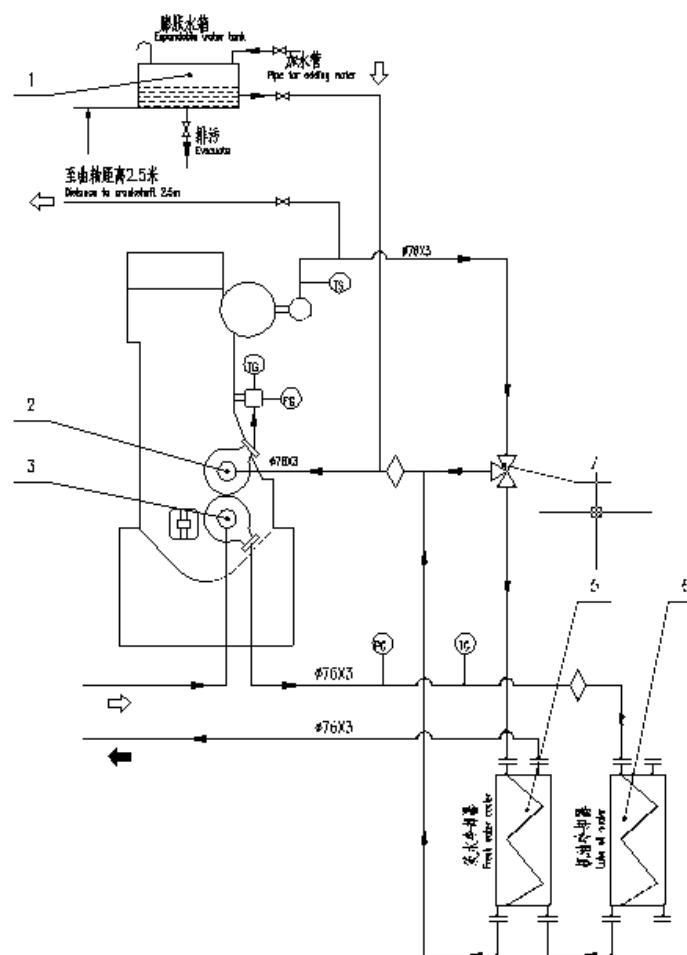 膨胀水箱
Expandable water tank
加水管
Pipe for adding water
1
排污
Evacuate
至曲轴距离2.5米
Distance to crankshaft 2.5m
Φ76X3
TS
TG
PG
2
Φ76X3
7
3
5
6
PG
TG
Φ76X3
Φ76X3
淡水冷却器
Fresh water cooler
机油冷却器
Lube oil cooler